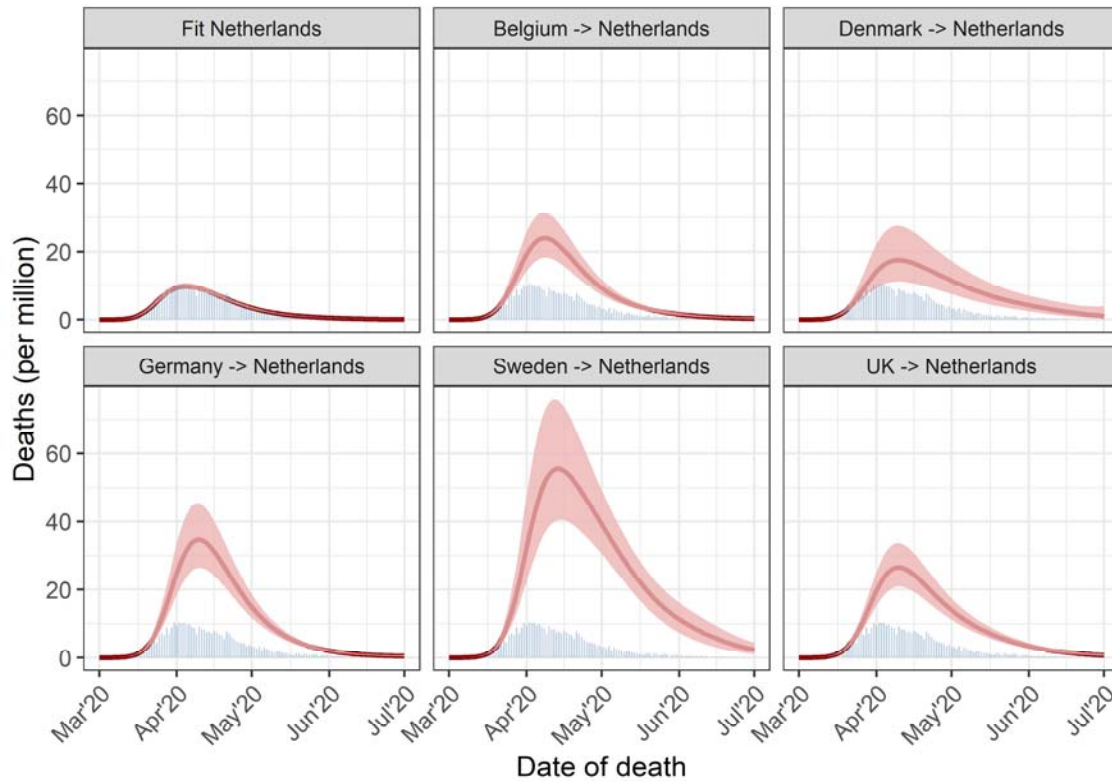 Fit Netherlands
Belgium -> Netherlands
Denmark -> Netherlands
60
40
20
0
Germany -> Netherlands
Sweden -> Netherlands
UK -> Netherlands
60
40
20
0
Deaths (per million)
Mar'20 Apr'20 May'20 Jun'20 Jul'20
Mar'20 Apr'20 May'20 Jun'20 Jul'20
Mar'20 Apr'20 May'20 Jun'20 Jul'20
Date of death